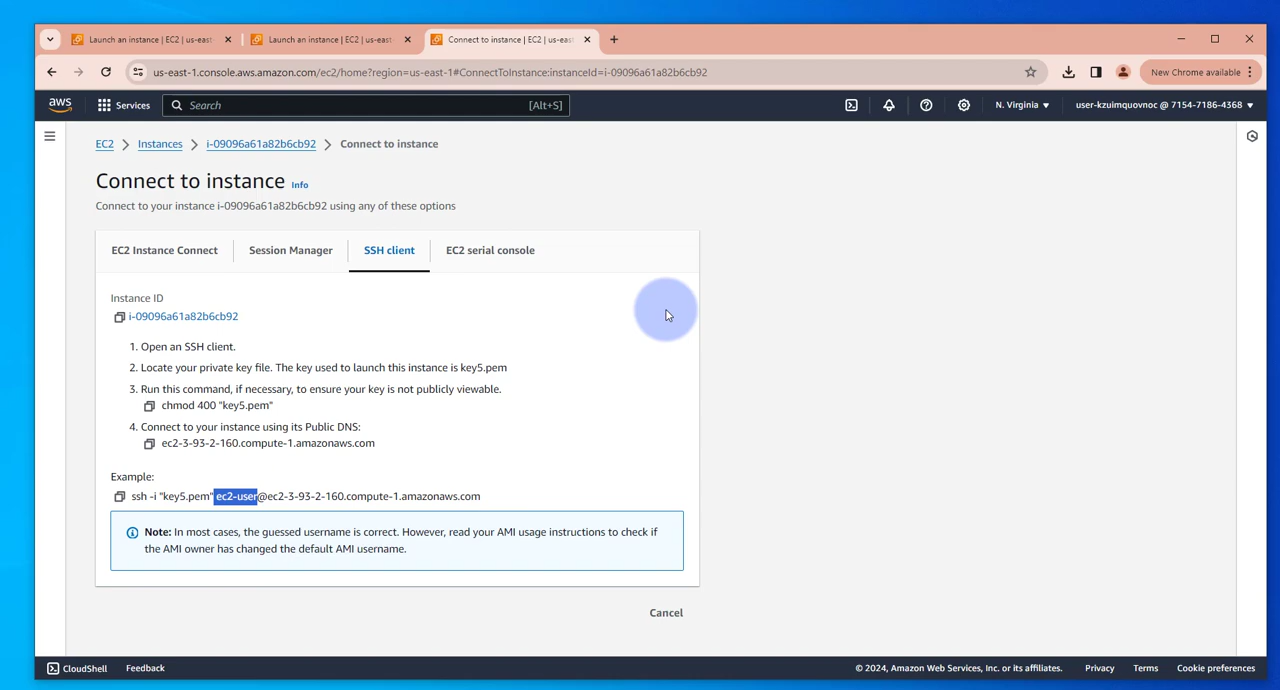 Launch an instance | EC2 | us-east
Launch an instance | EC2 | us-east
Connect to instance | EC2 | us-eas
us-east-1.console.aws.amazon.com/ec2/home?region=us-east-1#ConnectToInstance:instanceId=i-09096a61a82b6cb92
New Chrome available
aws
Services
Search
[Alt+S]
N. Virginia
user-kzuimquovnoc @ 7154-7186-4368
EC2
Instances
i-09096a61a82b6cb92
Connect to instance
Connect to instance Info
Connect to your instance i-09096a61a82b6cb92 using any of these options
EC2 Instance Connect
Session Manager
SSH client
EC2 serial console
Instance ID
i-09096a61a82b6cb92
1. Open an SSH client.
2. Locate your private key file. The key used to launch this instance is key5.pem
3. Run this command, if necessary, to ensure your key is not publicly viewable.
chmod 400 "key5.pem"
4. Connect to your instance using its Public DNS:
ec2-3-93-2-160.compute-1.amazonaws.com
Example:
ssh -i "key5.pem" ec2-user@ec2-3-93-2-160.compute-1.amazonaws.com
Note: In most cases, the guessed username is correct. However, read your AMI usage instructions to check if
the AMI owner has changed the default AMI username.
Cancel
CloudShell
Feedback
© 2024, Amazon Web Services, Inc. or its affiliates.
Privacy
Terms
Cookie preferences